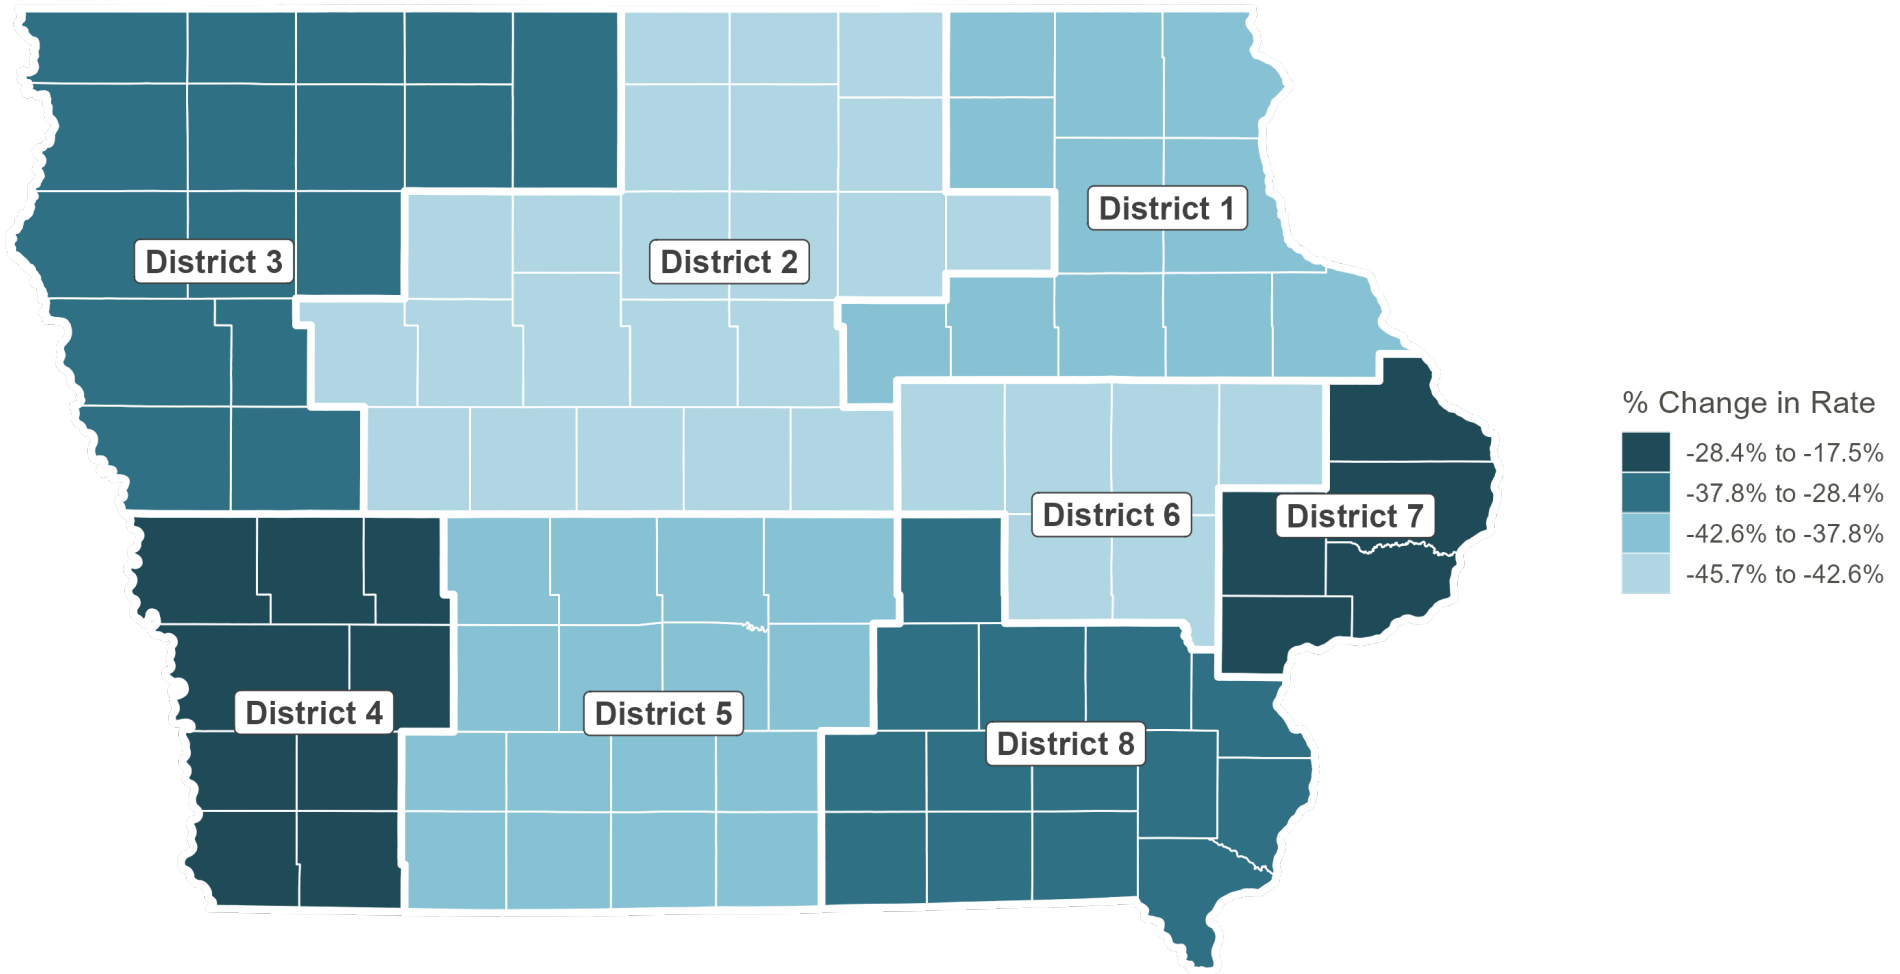 District 1
District 3
District 2
% Change in Rate
-28.4% to -17.5%
-37.8% to -28.4%
-42.6% to -37.8%
-45.7% to -42.6%
District 6
District 7
District 4
District 5
District 8